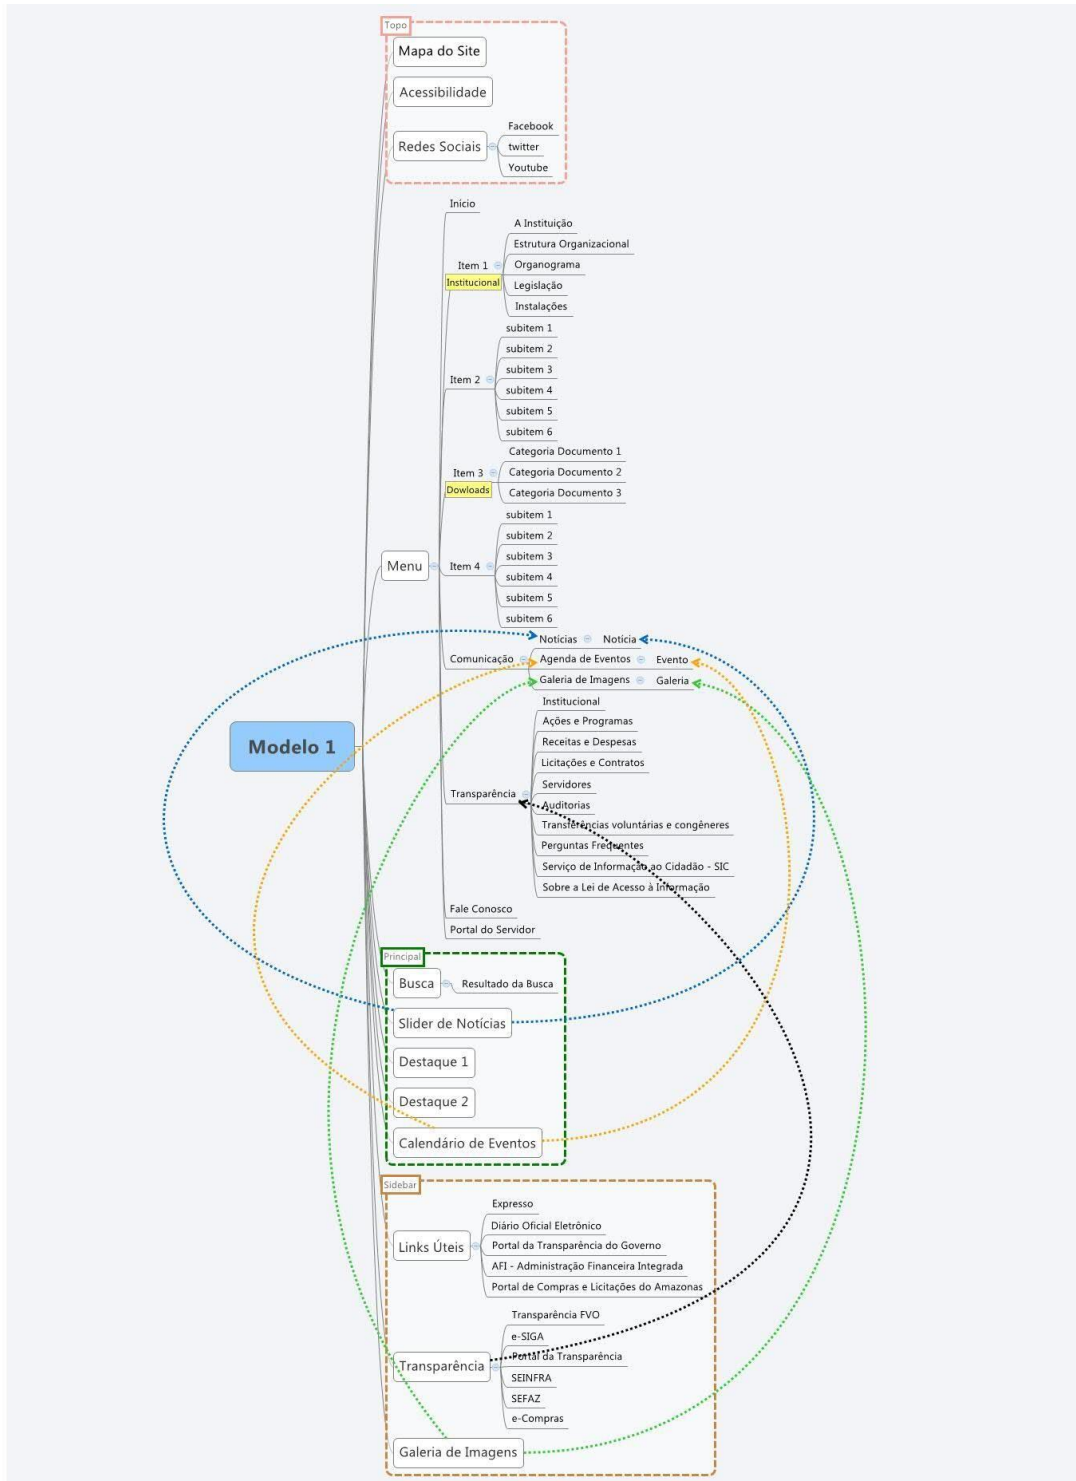 Topo
Mapa do Site
Acessibilidade
Redes Sociais
Facebook
twitter
Youtube
Modelo 1
Menu
Inicio
Item 1
Institucional
A Instituição
Estrutura Organizacional
Organograma
Legislação
Instalações
Item 2
subitem 1
subitem 2
subitem 3
subitem 4
subitem 5
subitem 6
Item 3
Dowloads
Categoria Documento 1
Categoria Documento 2
Categoria Documento 3
Item 4
subitem 1
subitem 2
subitem 3
subitem 4
subitem 5
subitem 6
Comunicação
Notícias
Notícia
Agenda de Eventos
Evento
Galeria de Imagens
Galeria
Transparência
Institucional
Ações e Programas
Receitas e Despesas
Licitações e Contratos
Servidores
Auditorias
Transferências voluntárias e congêneres
Perguntas Frequentes
Serviço de Informação ao Cidadão - SIC
Sobre a Lei de Acesso à Informação
Fale Conosco
Portal do Servidor
Principal
Busca
Resultado da Busca
Slider de Notícias
Destaque 1
Destaque 2
Calendário de Eventos
Sidebar
Links Úteis
Expresso
Diário Oficial Eletrônico
Portal da Transparência do Governo
AFI - Administração Financeira Integrada
Portal de Compras e Licitações do Amazonas
Transparência
Transparência FVO
e-SIGA
Portal da Transparência
SEINFRA
SEFAZ
e-Compras
Galeria de Imagens